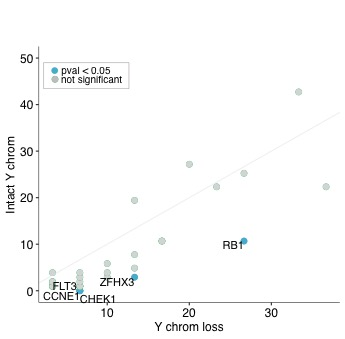 50
pval < 0.05
not significant
40
Intact Y chrom
30
20
10
RB1
ZFHX3
FLT3
0
CCNE1
CHEK1
10
20
30
Y chrom loss